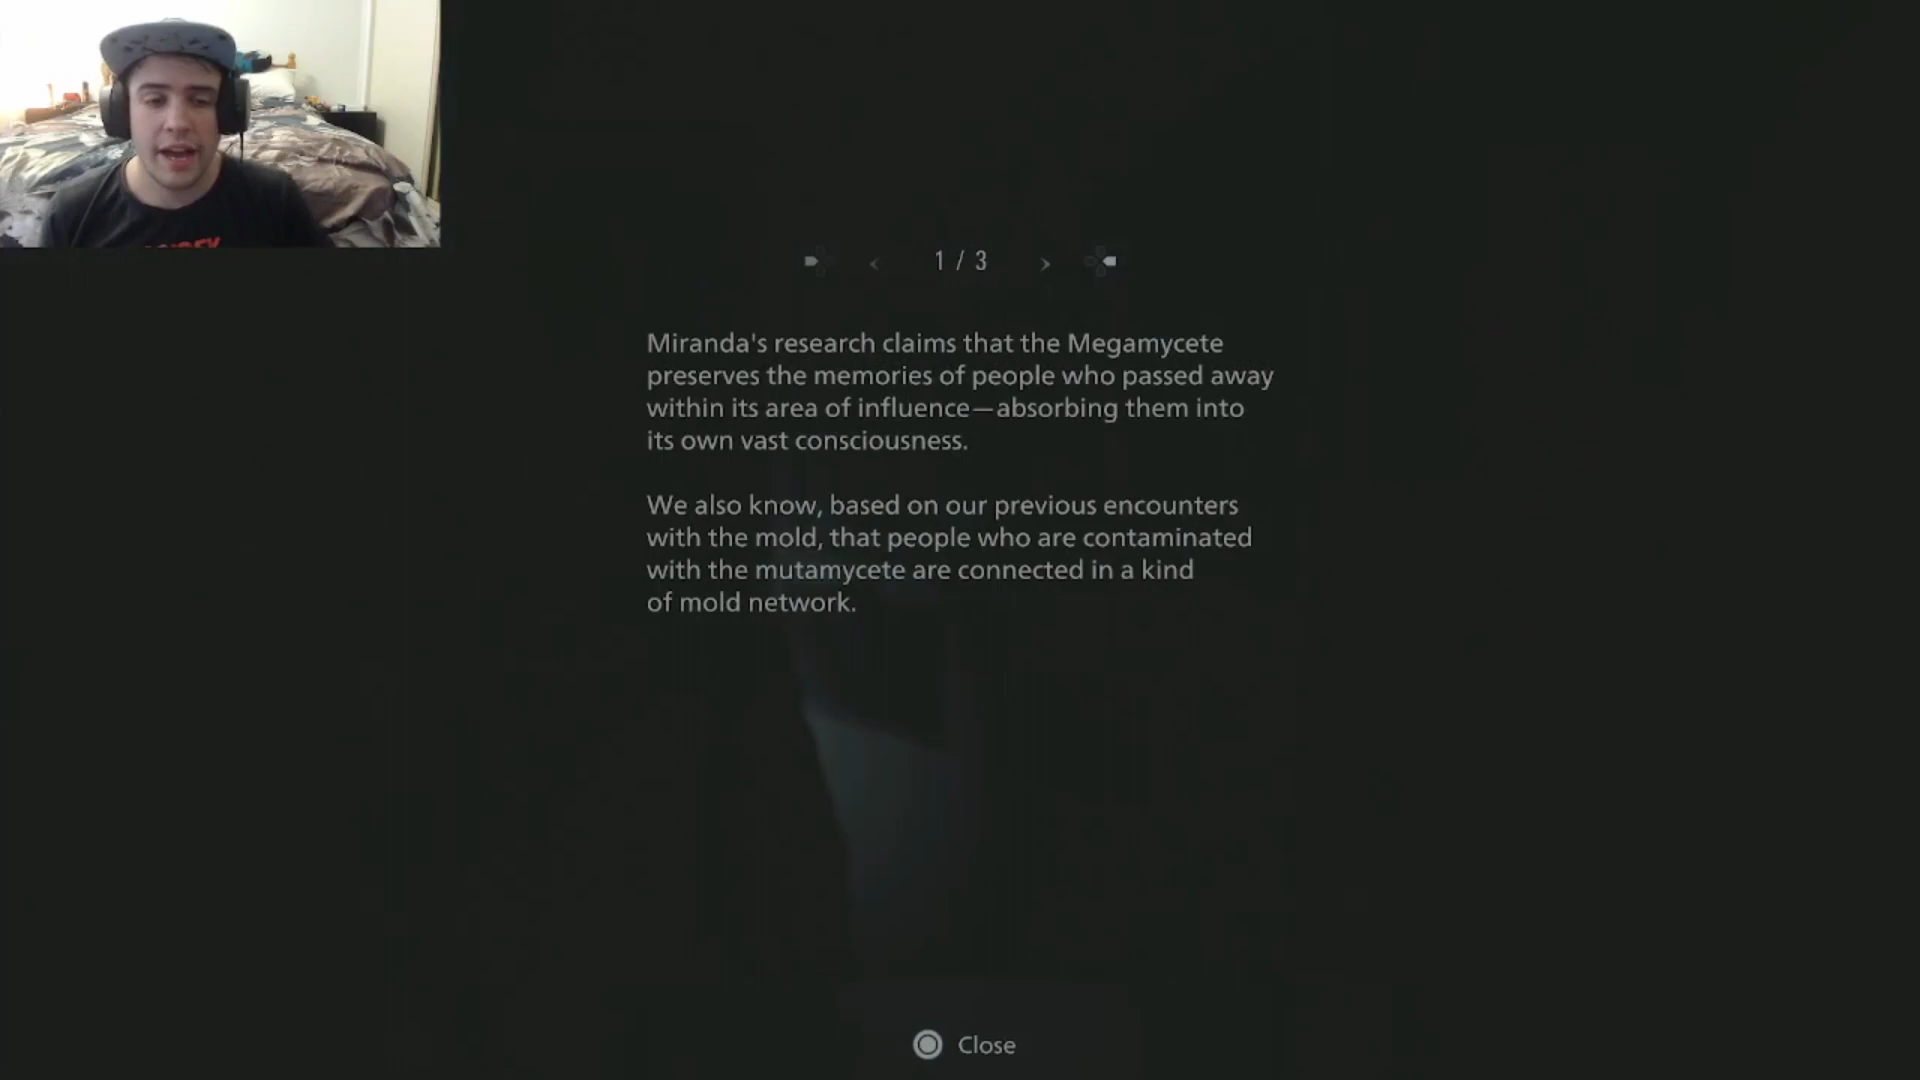 1 / 3
Miranda's research claims that the Megamycete
preserves the memories of people who passed away
within its area of influence—absorbing them into
its own vast consciousness.
We also know, based on our previous encounters
with the mold, that people who are contaminated
with the mutamycete are connected in a kind
of mold network.
Close